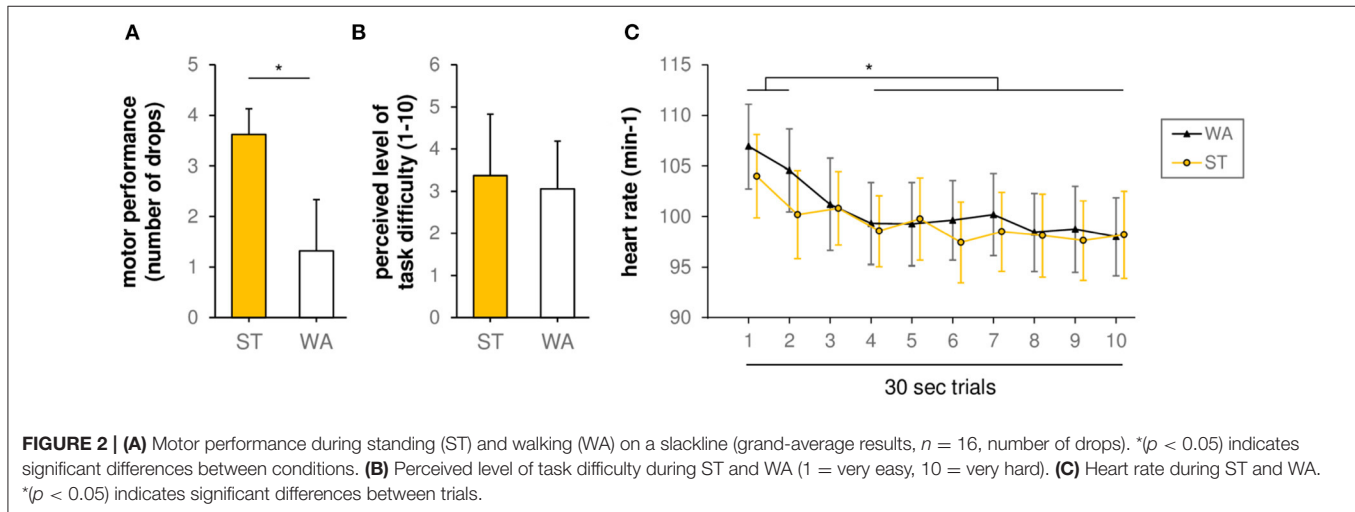 A
motor performance
(number of drops)
5
4
3
2
1
0
*
ST
WA
B
perceived level of
task difficulty (1-10)
6
5
4
3
2
1
0
ST
WA
C
heart rate (min-1)
115
110
105
100
95
90
*
WA
ST
1 2 3 4 5 6 7 8 9 10
30 sec trials
FIGURE 2 | (A) Motor performance during standing (ST) and walking (WA) on a slackline (grand-average results, n = 16, number of drops). *(p < 0.05) indicates
significant differences between conditions. (B) Perceived level of task difficulty during ST and WA (1 = very easy, 10 = very hard). (C) Heart rate during ST and WA.
*(p < 0.05) indicates significant differences between trials.